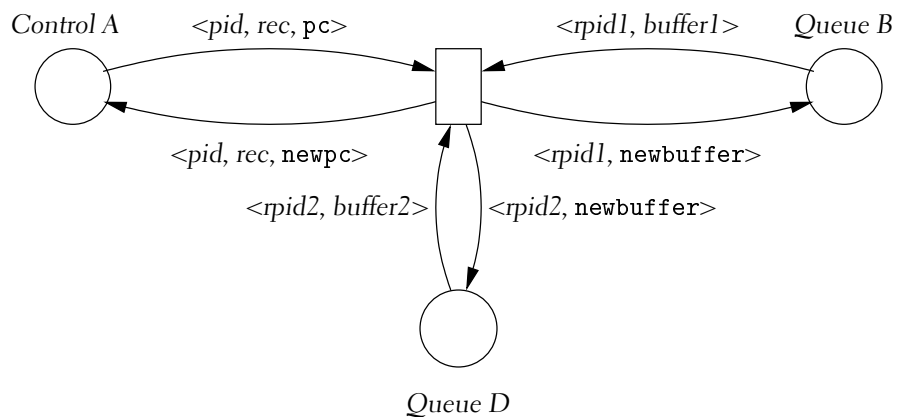 Control A
<pid, rec, pc>
<rpid1, buffer1>
Queue B
<pid, rec, newpc>
<rpid1, newbuffer>
<rpid2, buffer2>
<rpid2, newbuffer>
Queue D